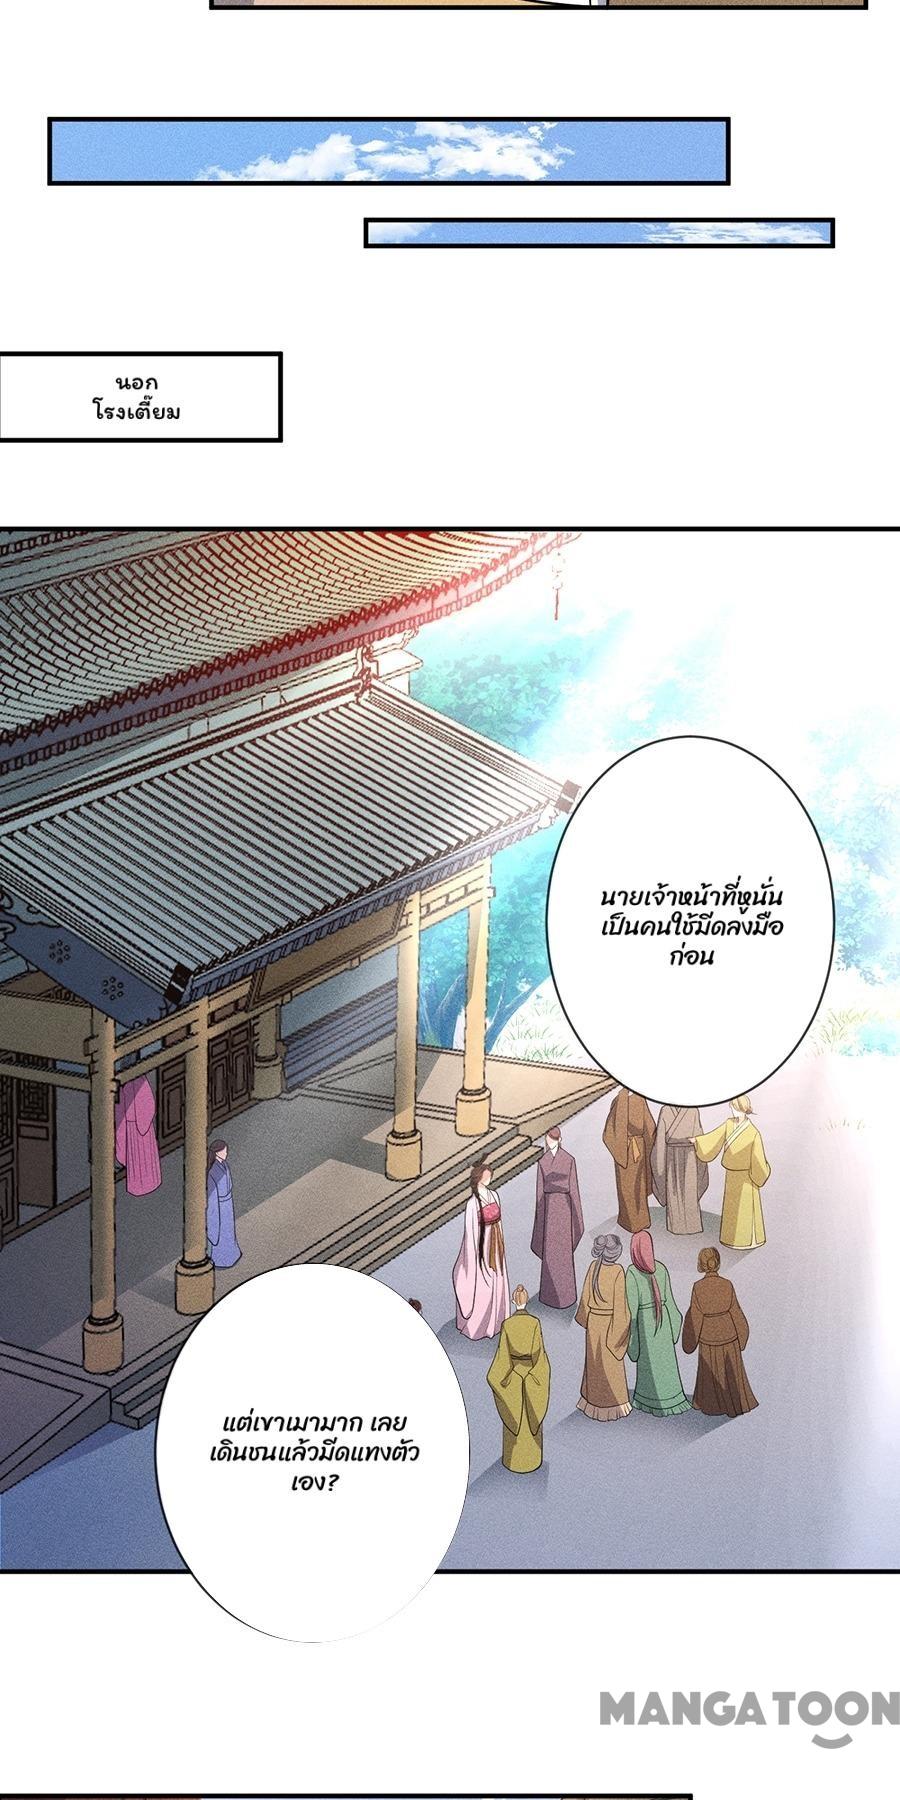 นอก
โรงเตี๊ยม
นายเจ้าหน้าที่หูนั่น
เป็นคนใช้มีดลงมือ
ก่อน
แต่เขาเมามาก เลย
เดินชนแล้วมีดแทงตัว
เอง?
MANGATOON